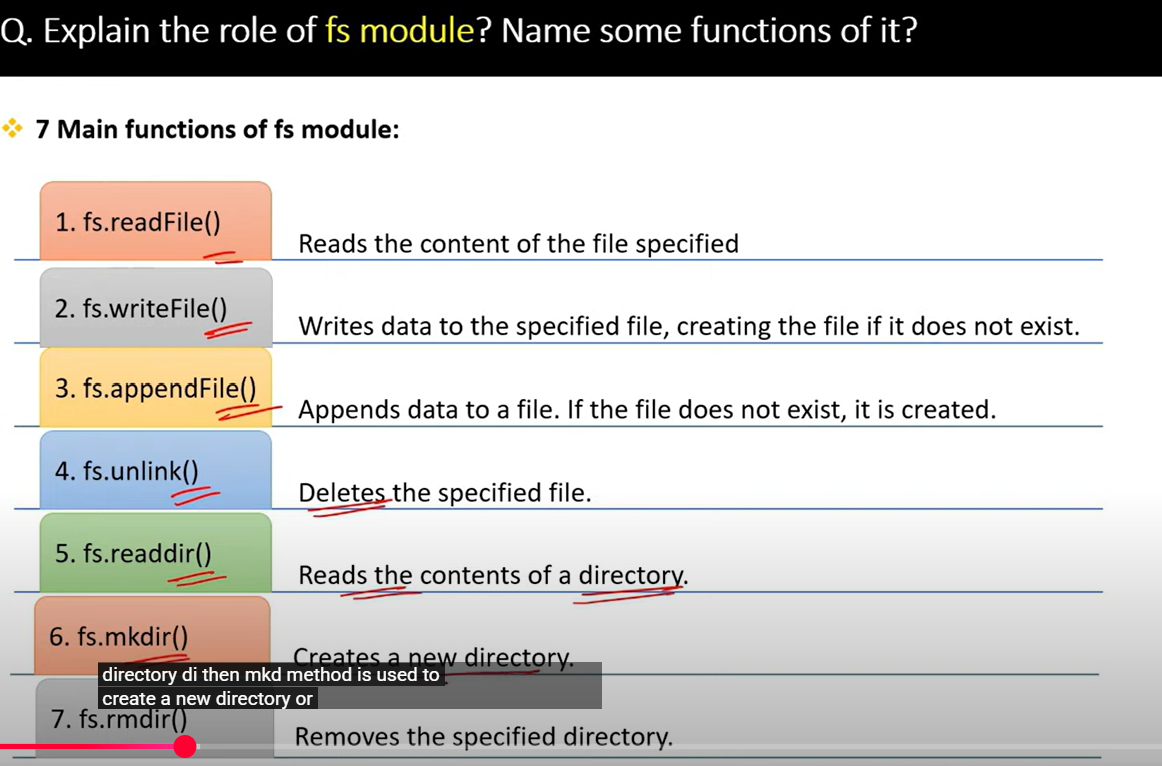 Q. Explain the role of fs module? Name some functions of it?
7 Main functions of fs module:
1. fs.readFile()
Reads the content of the file specified
2. fs.writeFile()
Writes data to the specified file, creating the file if it does not exist.
3. fs.appendFile()
Appends data to a file. If the file does not exist, it is created.
4. fs.unlink()
Deletes the specified file.
5. fs.readdir()
Reads the contents of a directory.
6. fs.mkdir()
Creates a new directory.
directory di then mkd method is used to
create a new directory or
7. fs.rmdir()
Removes the specified directory.